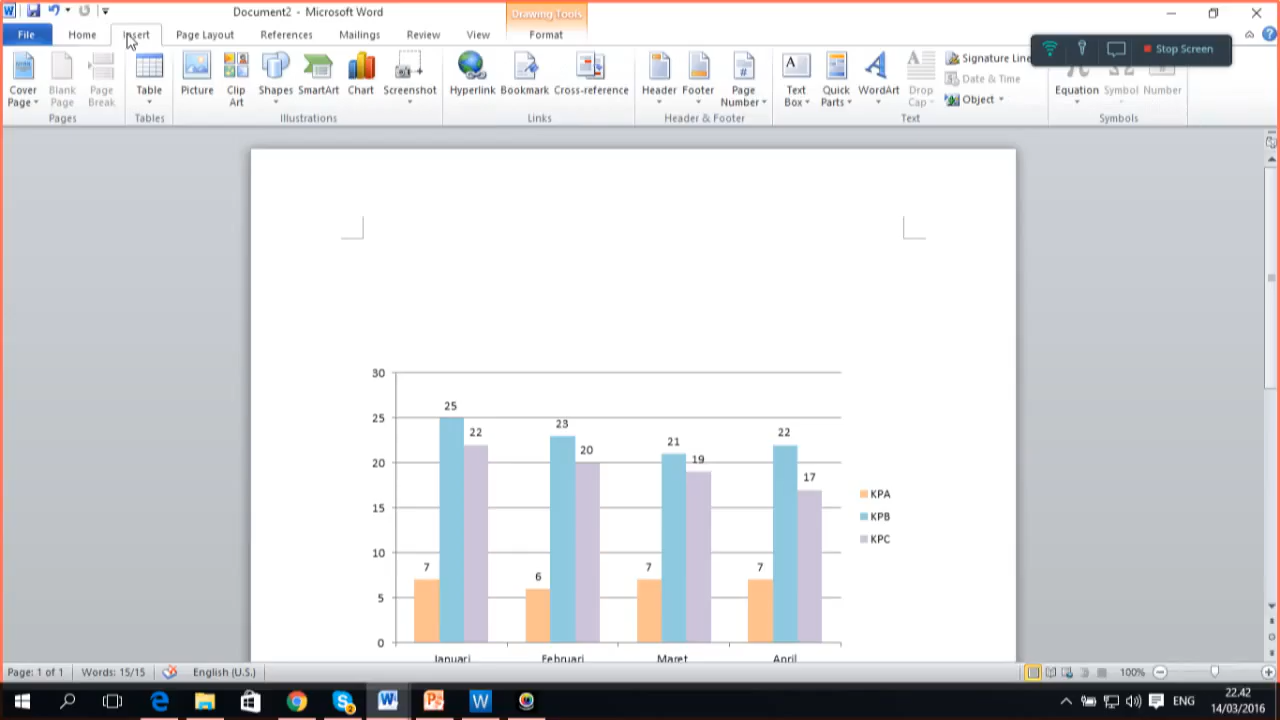 Document2 - Microsoft Word
Drawing Tools
File Home Insert Page Layout References Mailings Review View Format
Stop Screen
Cover Page
Blank Page
Page Break
Table
Picture
Clip Art
Shapes
SmartArt
Chart
Screenshot
Hyperlink
Bookmark
Cross-reference
Header
Footer
Page Number
Text Box
Quick Parts
WordArt
Drop Cap
Signature Line
Date & Time
Object
Equation
Symbol
Number
Pages Tables Illustrations Links Header & Footer Text Symbols
30
25
20
15
10
5
0
7 25 22
6 23 20
7 21 19
7 22 17
KPA
KPB
KPC
Januari Februari Maret April
Page: 1 of 1 Words: 15/15 English (U.S.) 100%
ENG
22.42
14/03/2016